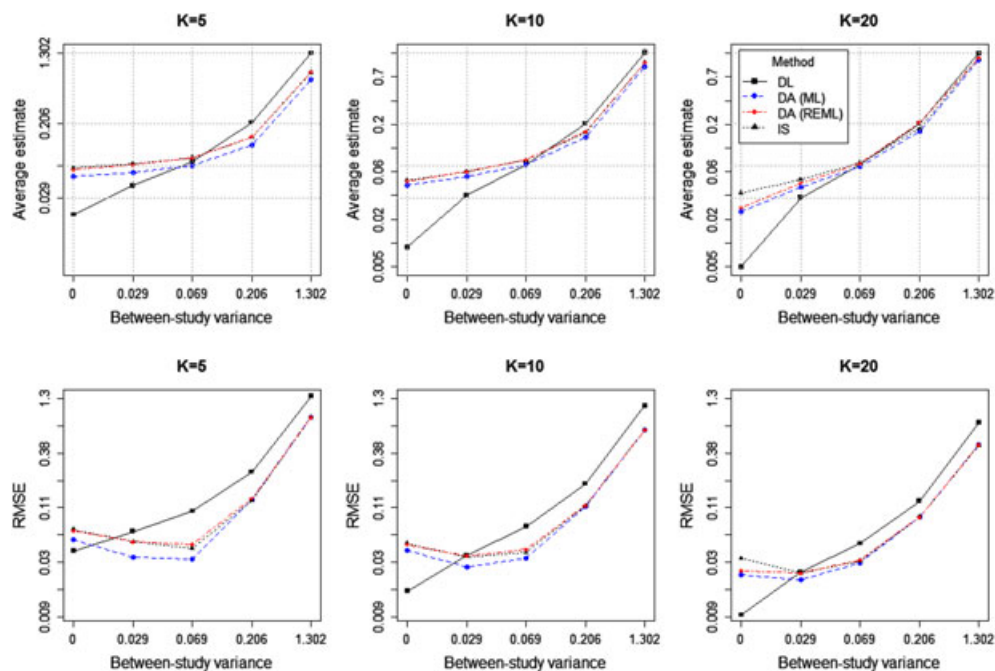 K=5
K=10
K=20
Average estimate
1.302
0.206
0.029
0
0.029
0.069
0.206
1.302
Between-study variance
Average estimate
0.7
0.2
0.06
0.02
0.005
0
0.029
0.069
0.206
1.302
Between-study variance
Average estimate
0.7
0.2
0.06
0.02
0.005
0
0.029
0.069
0.206
1.302
Between-study variance
Method
DL
DA (ML)
DA (REML)
IS
K=5
K=10
K=20
RMSE
1.3
0.38
0.11
0.03
0.009
0
0.029
0.069
0.206
1.302
Between-study variance
RMSE
1.3
0.38
0.11
0.03
0.009
0
0.029
0.069
0.206
1.302
Between-study variance
RMSE
1.3
0.38
0.11
0.03
0.009
0
0.029
0.069
0.206
1.302
Between-study variance